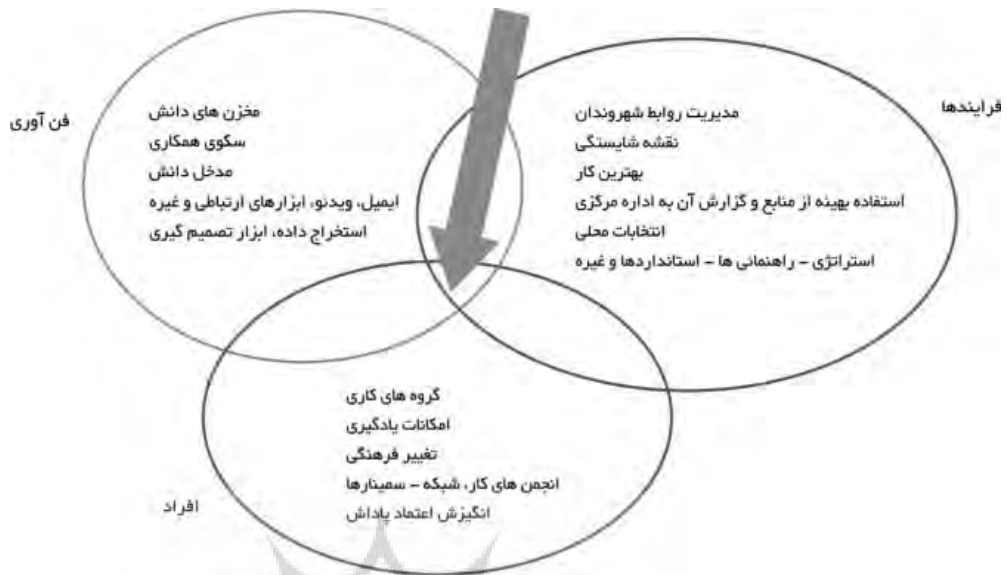 فرایندها
مدیریت روابط شهروندان
نقشه شایستگی
بهترین کار
استفاده بهینه از منابع و گزارش آن به اداره مرکزی
انتخابات محلی
استراتژی – راهنمائی ها – استانداردها و غیره
فن آوری
مخزن های دانش
سکوی همکاری
مدخل دانش
ایمیل، ویدئو، ابزارهای ارتباطی و غیره
استخراج داده، ابزار تصمیم گیری
گروه های کاری
امکانات یادگیری
تغییر فرهنگی
انجمن های کار، شبکه – سمینارها
انگیزش اعتماد پاداش
افراد